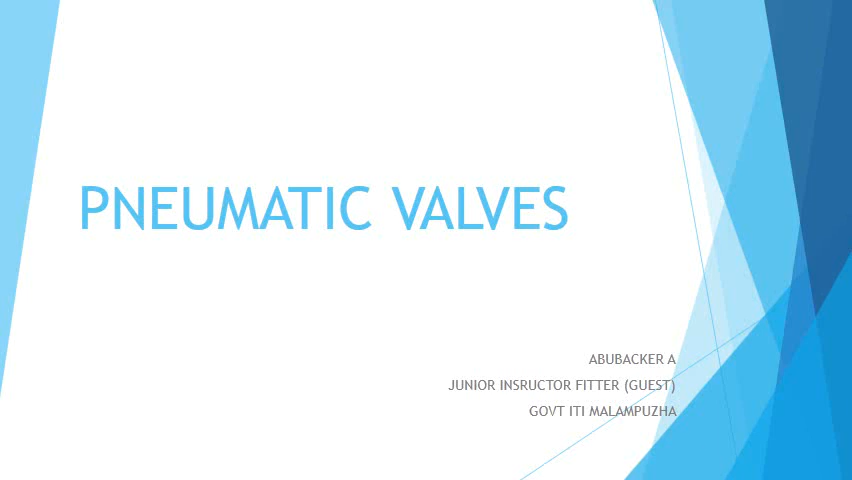 PNEUMATIC VALVES
ABUBACKER A
JUNIOR INSRUCTOR FITTER (GUEST)
GOVT ITI MALAMPUZHA